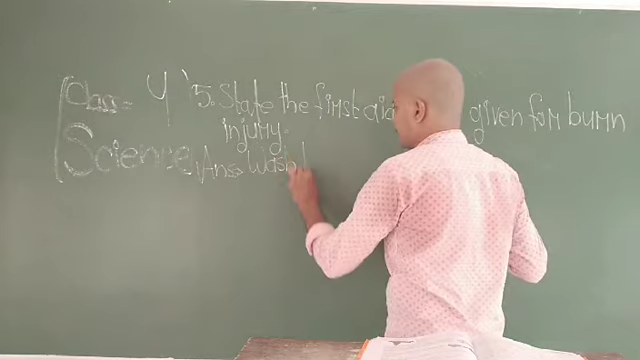 Class = 4
Science
5. State the first aid given for burn
injury.
Ans Wash